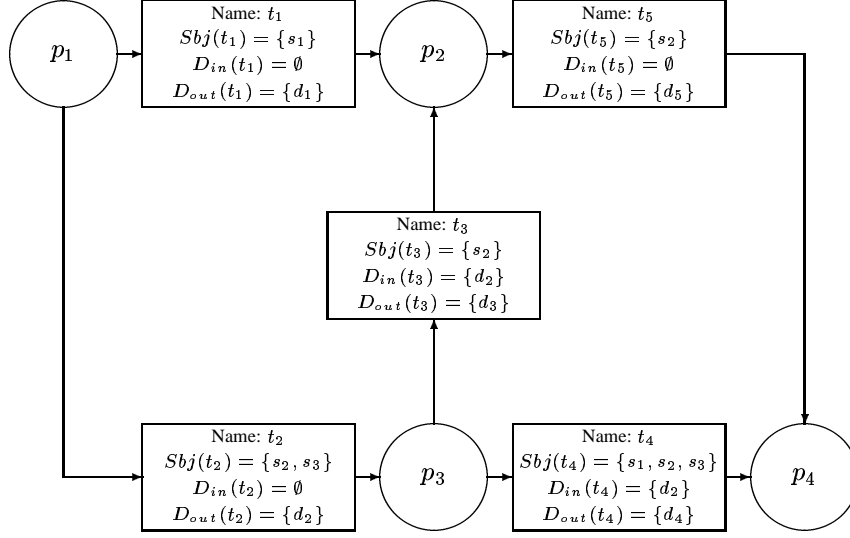 p1
Name: t1
Sbj(t1) = {s1}
Din(t1) = ∅
Dout(t1) = {d1}
p2
Name: t5
Sbj(t5) = {s2}
Din(t5) = ∅
Dout(t5) = {d5}
Name: t3
Sbj(t3) = {s2}
Din(t3) = {d2}
Dout(t3) = {d3}
Name: t2
Sbj(t2) = {s2, s3}
Din(t2) = ∅
Dout(t2) = {d2}
p3
Name: t4
Sbj(t4) = {s1, s2, s3}
Din(t4) = {d2}
Dout(t4) = {d4}
p4